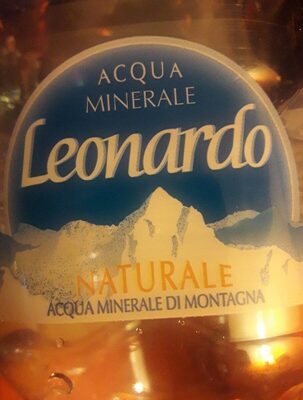 ACQUA
MINERALE
Leonardo
NATURALE
ACQUA MINERALE DI MONTAGNA